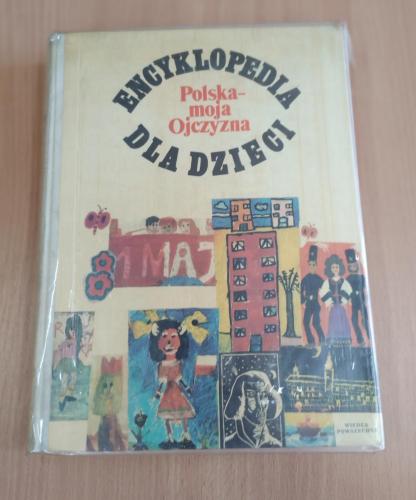 ENCYKLOPEDIA
Polska-
moja
Ojczyzna
DLA DZIECI
1 MAJ
WIEDZA
POWSZECHNA